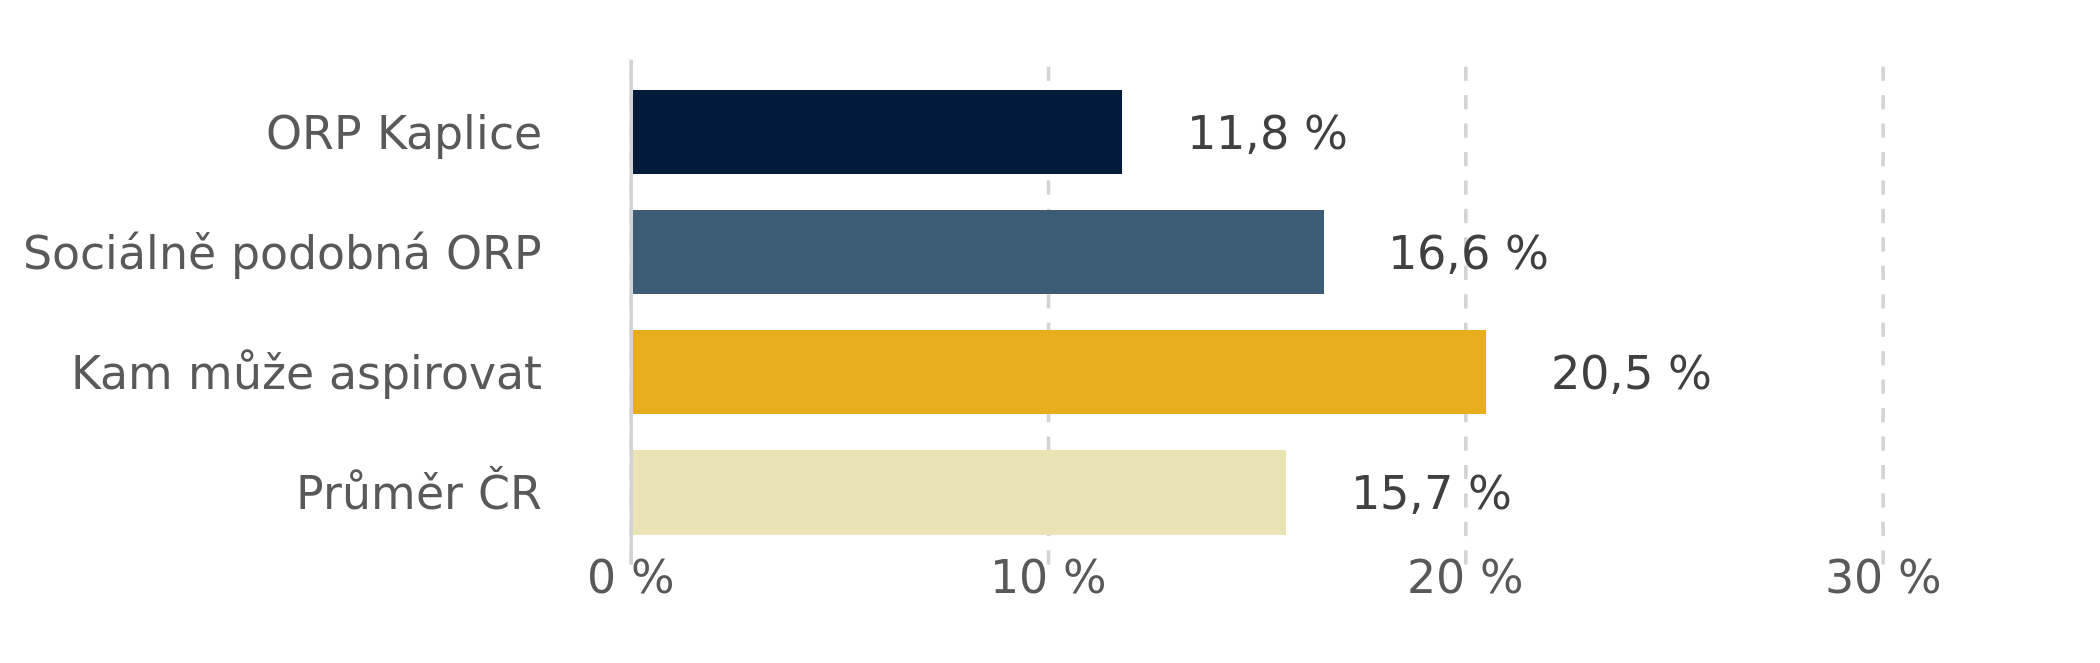 ORP Kaplice 11,8 %
Sociálně podobná ORP 16,6 %
Kam může aspirovat 20,5 %
Průměr ČR 15,7 %
0 % 10 % 20 % 30 %